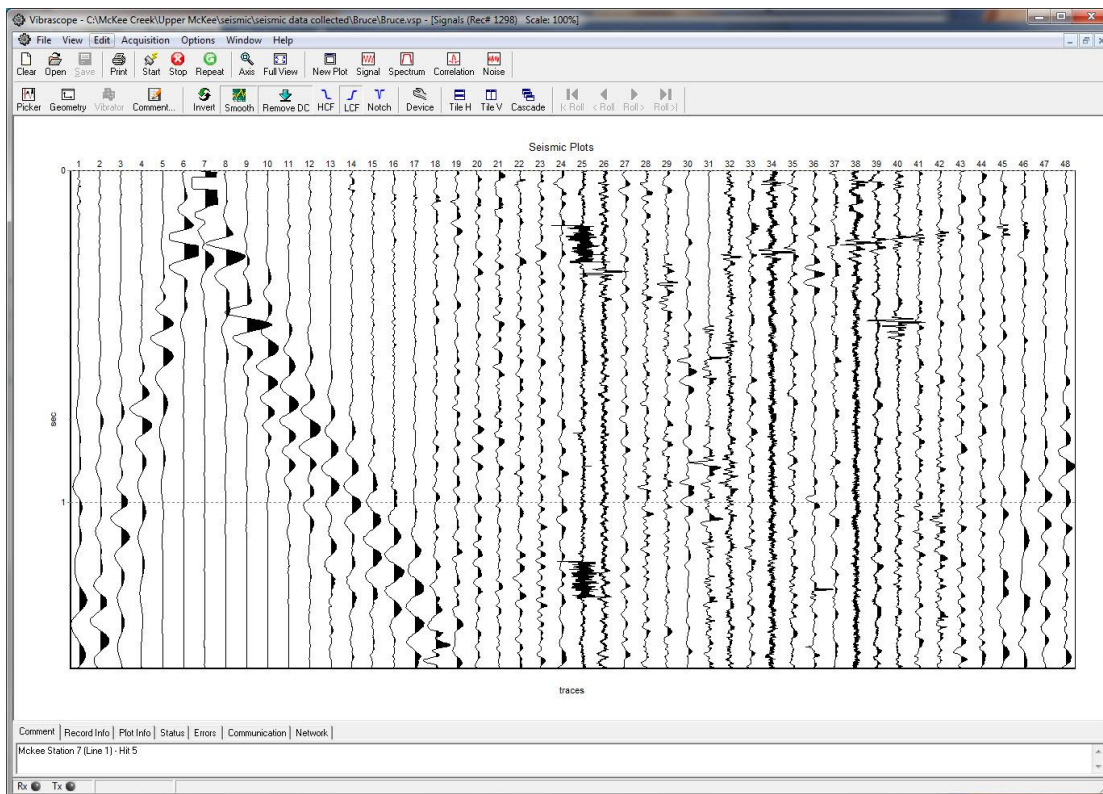 Vibrascope - C:\McKee Creek\Upper McKee\seismic\seismic data collected\Bruce\Bruce.vsp - [Signals (Rec# 1298) Scale: 100%]
File View Edit Acquisition Options Window Help
Clear Open Save Print Start Stop Repeat Axis Full View New Plot Signal Spectrum Correlation Noise
Picker Geometry Vibrator Comment... Invert Smooth Remove DC HCF LCF Notch Device Tile H Tile V Cascade |< Roll < Roll Roll > Roll >|
Seismic Plots
1 2 3 4 5 6 7 8 9 10 11 12 13 14 15 16 17 18 19 20 21 22 23 24 25 26 27 28 29 30 31 32 33 34 35 36 37 38 39 40 41 42 43 44 45 46 47 48
0
sec
1
traces
Comment Record Info Plot Info Status Errors Communication Network
Mckee Station 7 (Line 1) - Hit 5
Rx Tx